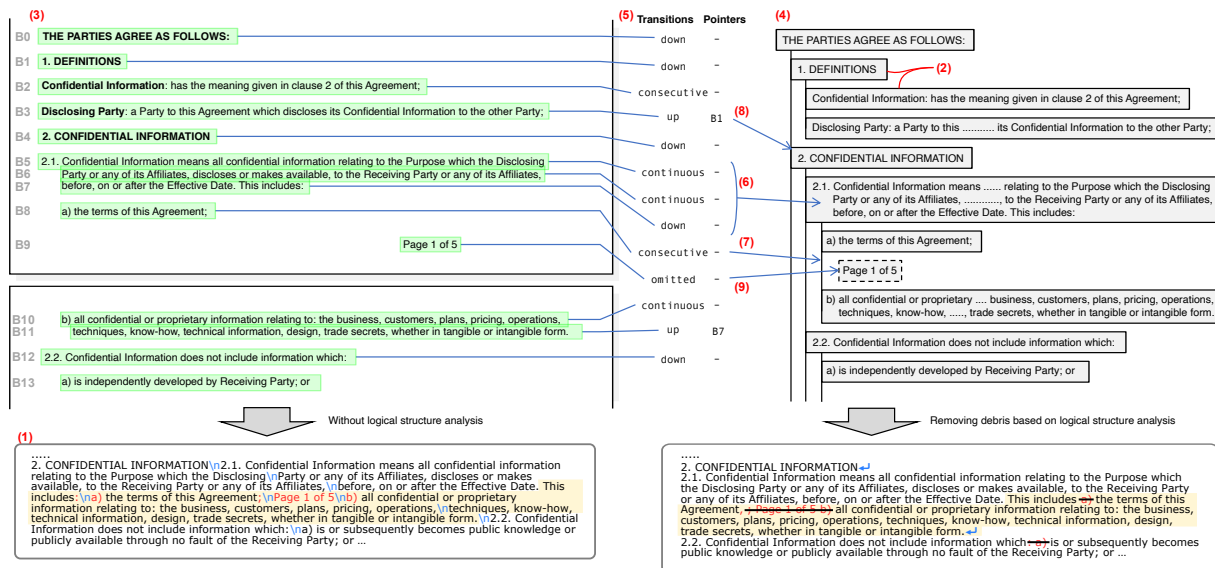 (3)
B0 THE PARTIES AGREE AS FOLLOWS:
B1 1. DEFINITIONS
B2 Confidential Information: has the meaning given in clause 2 of this Agreement;
B3 Disclosing Party: a Party to this Agreement which discloses its Confidential Information to the other Party;
B4 2. CONFIDENTIAL INFORMATION
B5 2.1. Confidential Information means all confidential information relating to the Purpose which the Disclosing
B6 Party or any of its Affiliates, discloses or makes available, to the Receiving Party or any of its Affiliates,
B7 before, on or after the Effective Date. This includes:
B8 a) the terms of this Agreement;
B9 Page 1 of 5
B10 b) all confidential or proprietary information relating to: the business, customers, plans, pricing, operations,
B11 techniques, know-how, technical information, design, trade secrets, whether in tangible or intangible form.
B12 2.2. Confidential Information does not include information which:
B13 a) is independently developed by Receiving Party; or
(5) Transitions Pointers
down -
down -
consecutive -
up B1
down -
continuous -
continuous -
down -
consecutive -
omitted -
continuous -
up B7
down -
(8)
(6)
(7)
(9)
(4)
THE PARTIES AGREE AS FOLLOWS:
1. DEFINITIONS
(2)
Confidential Information: has the meaning given in clause 2 of this Agreement;
Disclosing Party: a Party to this .......... its Confidential Information to the other Party;
2. CONFIDENTIAL INFORMATION
2.1. Confidential Information means ...... relating to the Purpose which the Disclosing
Party or any of its Affiliates, ............, to the Receiving Party or any of its Affiliates,
before, on or after the Effective Date. This includes:
a) the terms of this Agreement;
Page 1 of 5
b) all confidential or proprietary .... business, customers, plans, pricing, operations,
techniques, know-how, ....., trade secrets, whether in tangible or intangible form.
2.2. Confidential Information does not include information which:
a) is independently developed by Receiving Party; or
Without logical structure analysis
Removing debris based on logical structure analysis
(1)
.....
2. CONFIDENTIAL INFORMATION\n2.1. Confidential Information means all confidential information
relating to the Purpose which the Disclosing\nParty or any of its Affiliates, discloses or makes
available, to the Receiving Party or any of its Affiliates,\nbefore, on or after the Effective Date. This
includes:\na) the terms of this Agreement;\nPage 1 of 5\nb) all confidential or proprietary
information relating to: the business, customers, plans, pricing, operations,\ntechniques, know-how,
technical information, design, trade secrets, whether in tangible or intangible form.\n2.2. Confidential
Information does not include information which:\na) is or subsequently becomes public knowledge or
publicly available through no fault of the Receiving Party; or ...
.....
2. CONFIDENTIAL INFORMATION↵
2.1. Confidential Information means all confidential information relating to the Purpose which
the Disclosing Party or any of its Affiliates, discloses or makes available, to the Receiving Party
or any of its Affiliates, before, on or after the Effective Date. This includes a) the terms of this
Agreement, ; Page 1 of 5 b) all confidential or proprietary information relating to: the business,
customers, plans, pricing, operations, techniques, know-how, technical information, design,
trade secrets, whether in tangible or intangible form.↵
2.2. Confidential Information does not include information which: a) is or subsequently becomes
public knowledge or publicly available through no fault of the Receiving Party; or ...